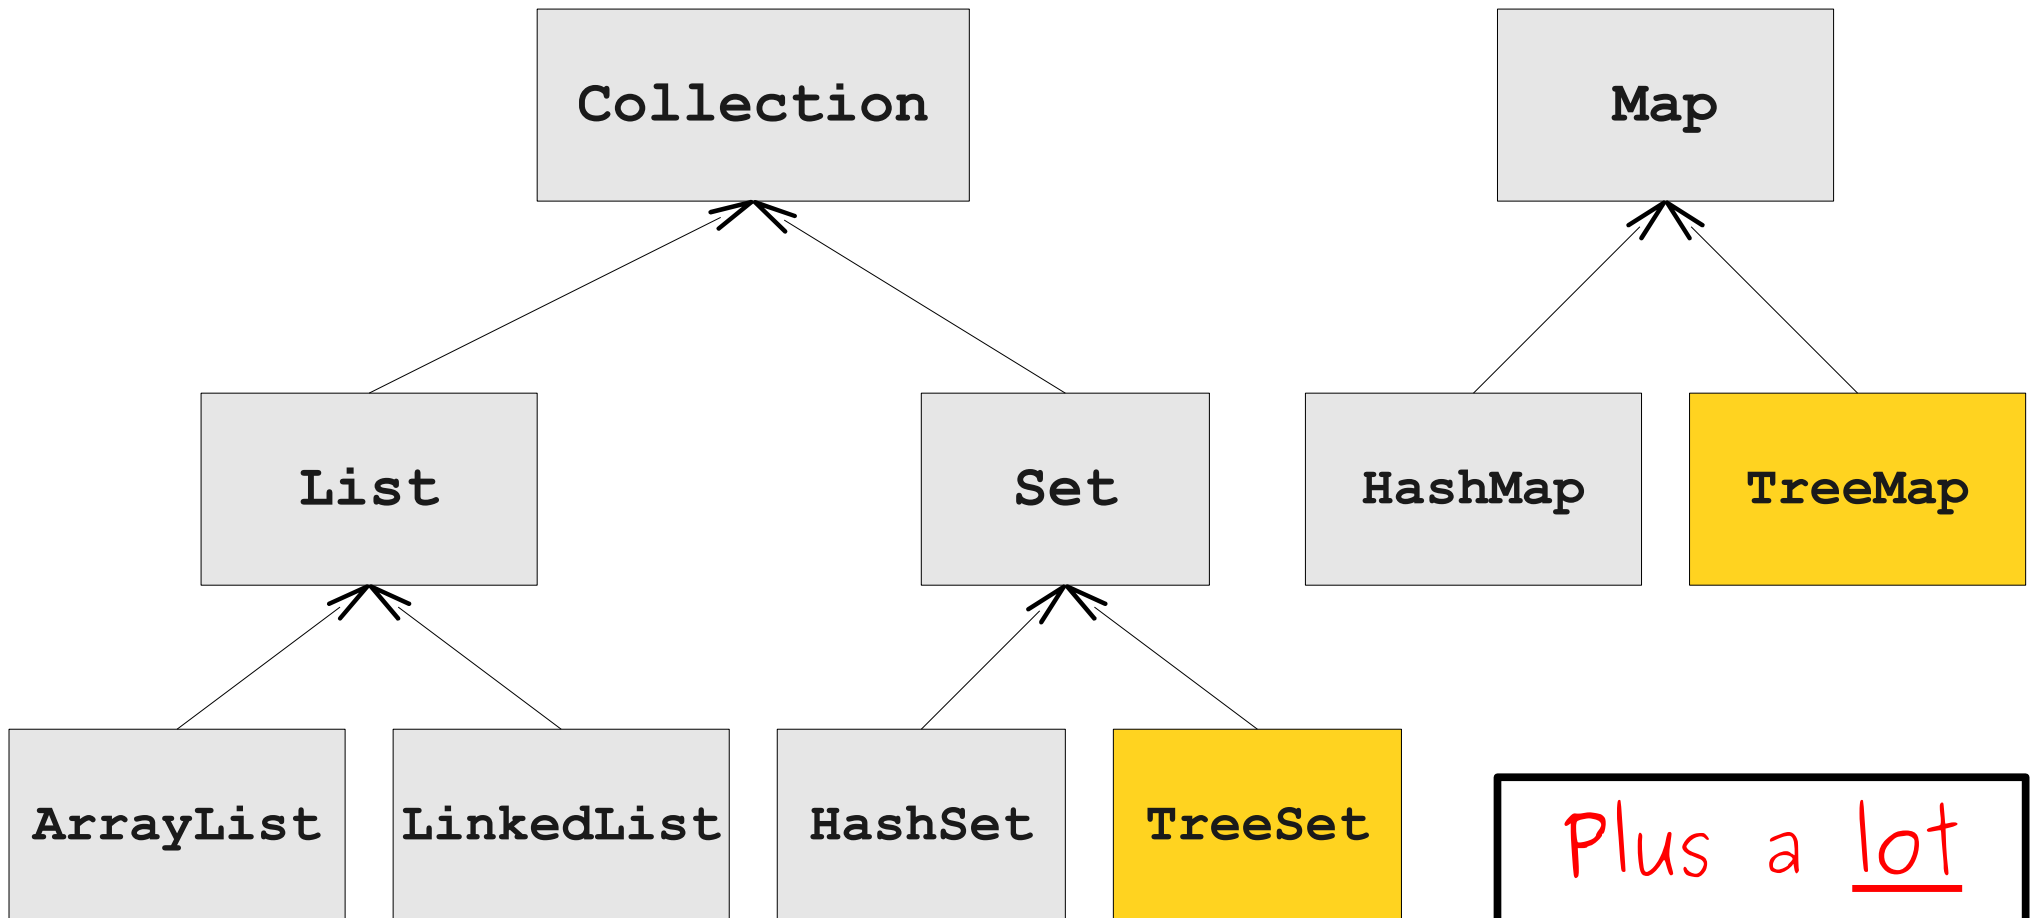 Collection
Map
List
Set
HashMap
TreeMap
ArrayList
LinkedList
HashSet
TreeSet
Plus a lot